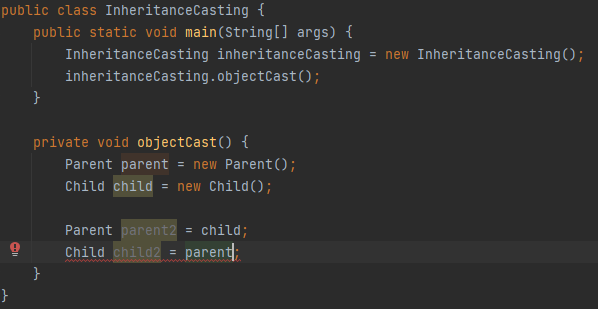 public class InheritanceCasting {
    public static void main(String[] args) {
        InheritanceCasting inheritanceCasting = new InheritanceCasting();
        inheritanceCasting.objectCast();
    }
    private void objectCast() {
        Parent parent = new Parent();
        Child child = new Child();
        Parent parent2 = child;
        Child child2 = parent;
    }
}